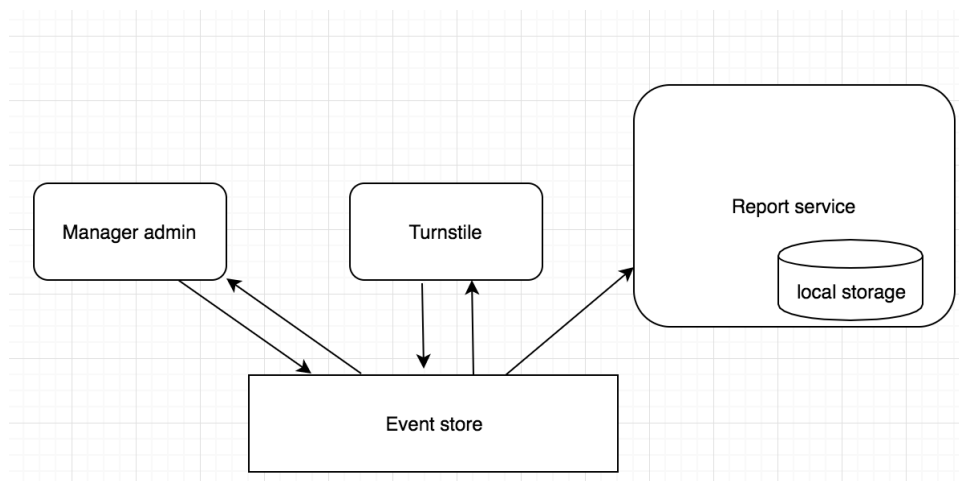 Manager admin
Turnstile
Report service
local storage
Event store